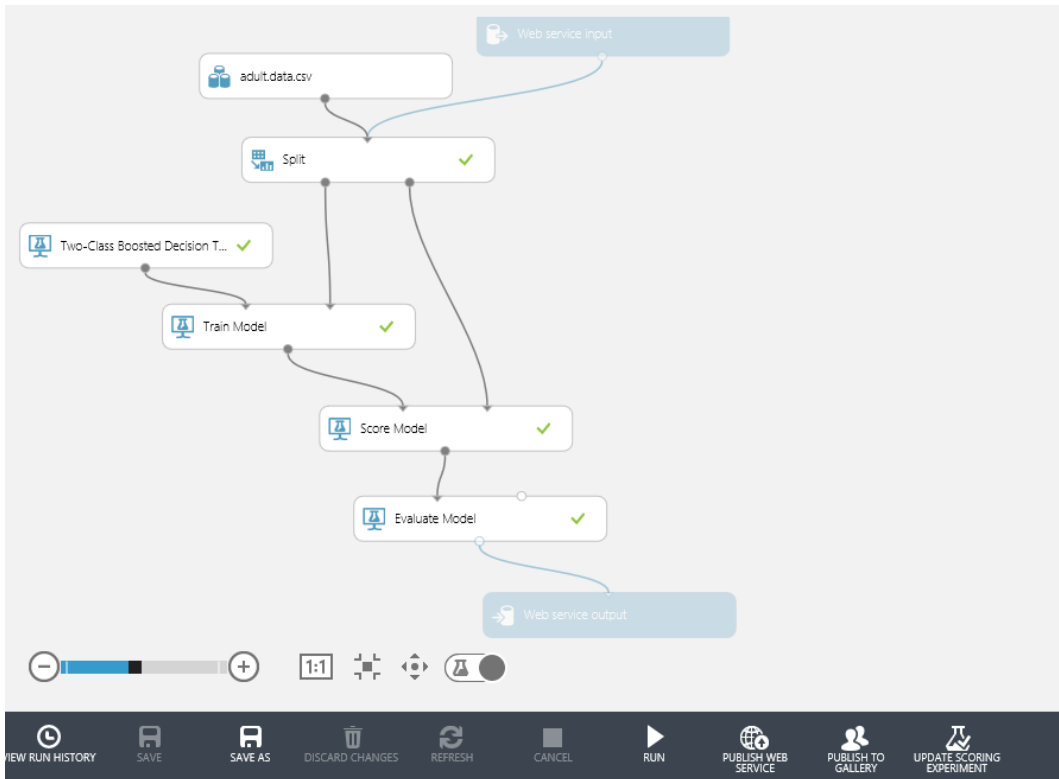 Web service input
adult.data.csv
Split
Two-Class Boosted Decision T...
Train Model
Score Model
Evaluate Model
Web service output
1:1
VIEW RUN HISTORY
SAVE
SAVE AS
DISCARD CHANGES
REFRESH
CANCEL
RUN
PUBLISH WEB
SERVICE
PUBLISH TO
GALLERY
UPDATE SCORING
EXPERIMENT